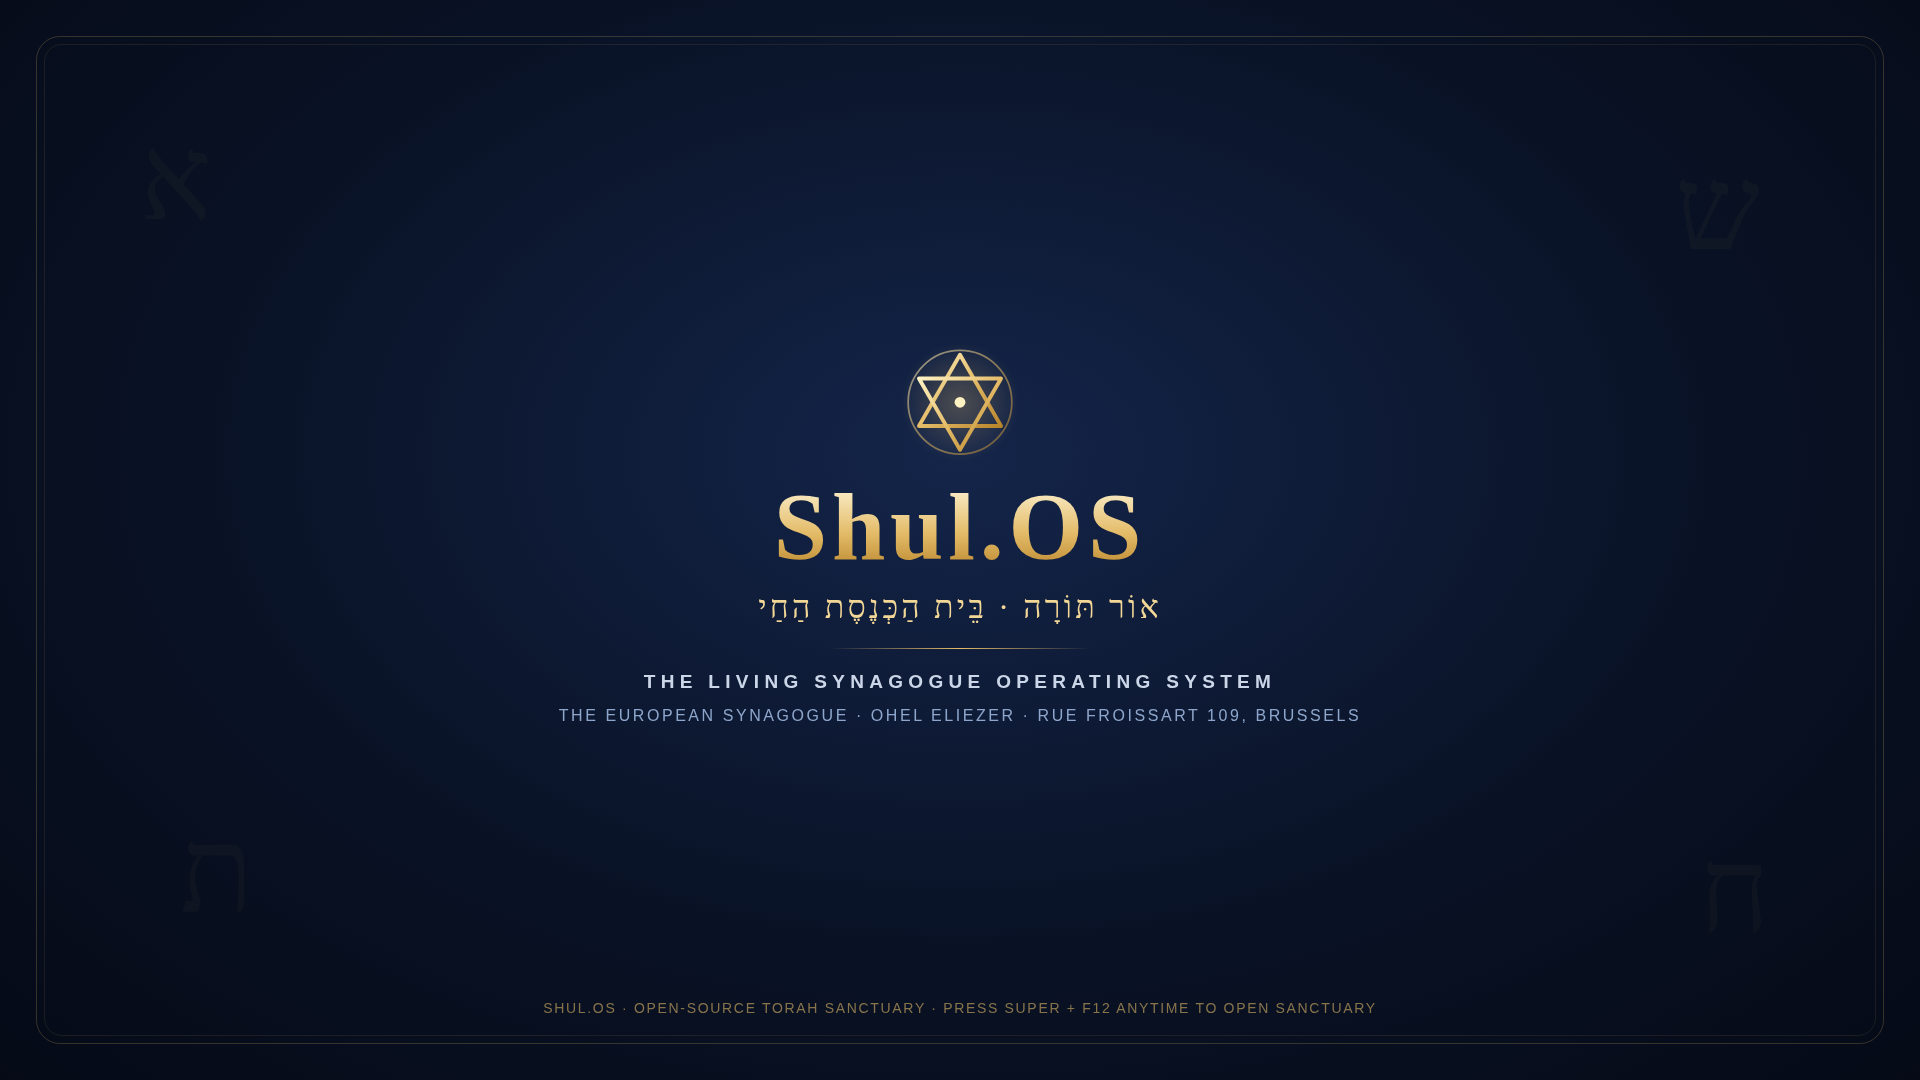 א
ש
Shul.OS
אוֹר תּוֹרָה · בֵּית הַכְּנֶסֶת הַחַי
THE LIVING SYNAGOGUE OPERATING SYSTEM
THE EUROPEAN SYNAGOGUE · OHEL ELIEZER · RUE FROISSART 109, BRUSSELS
ת
ח
SHUL.OS · OPEN-SOURCE TORAH SANCTUARY · PRESS SUPER + F12 ANYTIME TO OPEN SANCTUARY